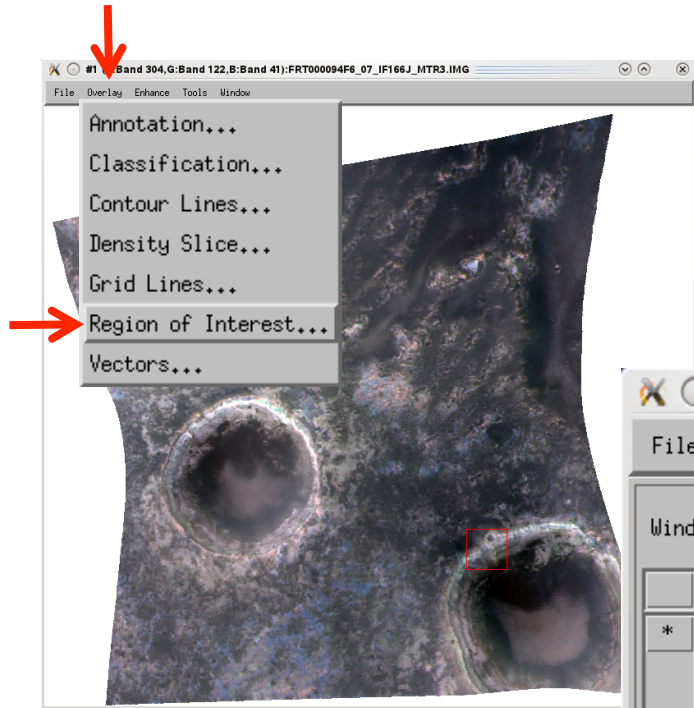 #1 (R:Band 304,G:Band 122,B:Band 41):FRT000094F6_07_IF166J_MTR3.IMG
File Overlay Enhance Tools Window
Annotation...
Classification...
Contour Lines...
Density Slice...
Grid Lines...
Region of Interest...
Vectors...
File
Wind
*